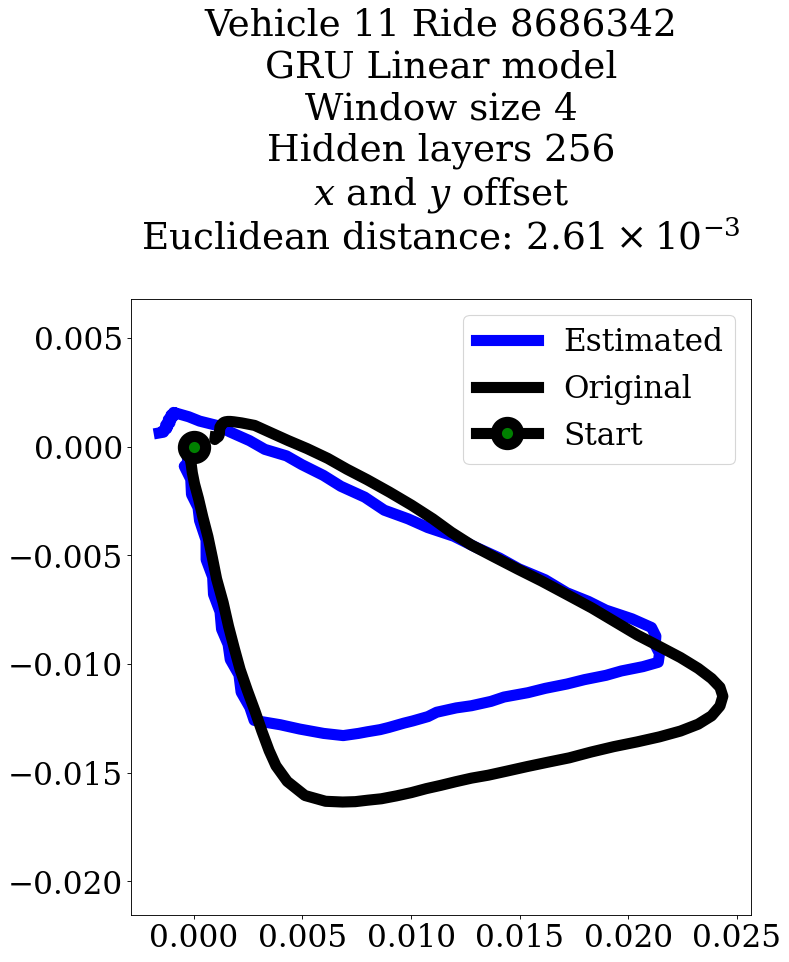 Vehicle 11 Ride 8686342
GRU Linear model
Window size 4
Hidden layers 256
x and y offset
Euclidean distance: 2.61 × 10⁻³
Estimated
Original
Start
0.005
0.000
−0.005
−0.010
−0.015
−0.020
0.000 0.005 0.010 0.015 0.020 0.025